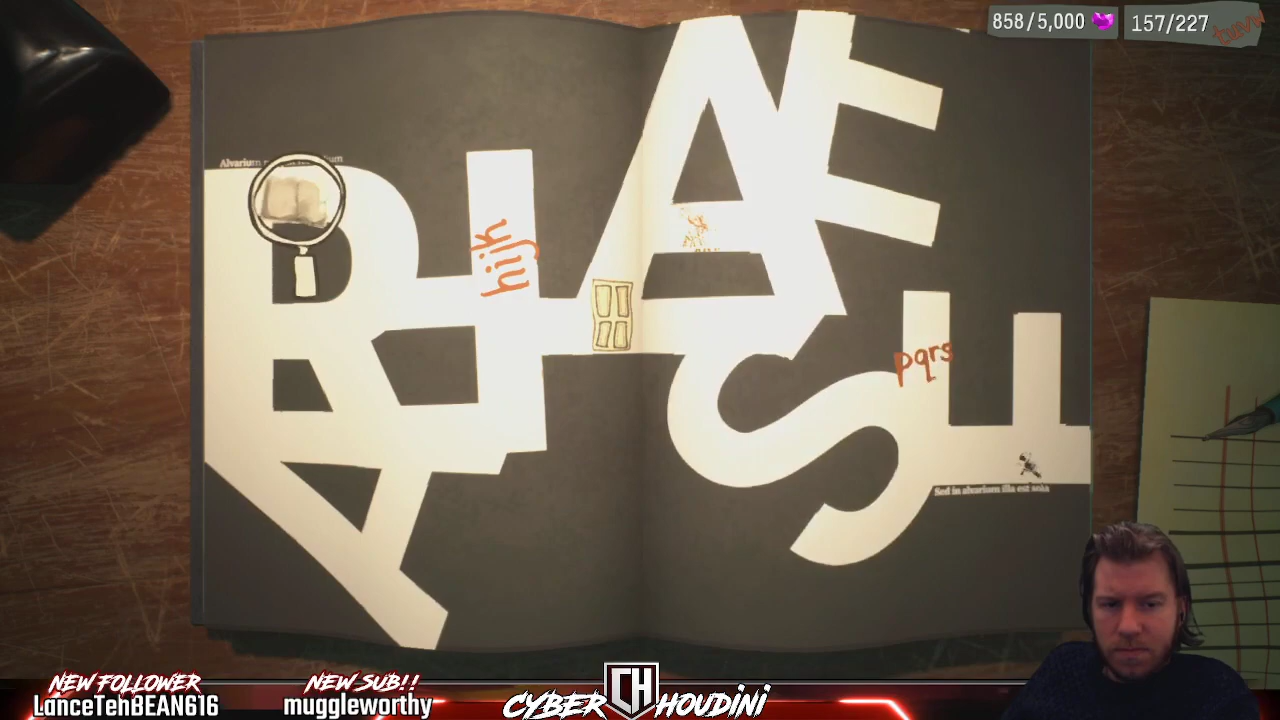 858/5,000
157/227
hijk
pqrs
Sed in alvarium illa est sola
NEW FOLLOWER
LanceTenBEAN616
NEW SUB!!
muggleworthy
CYBER CH HOUDINI